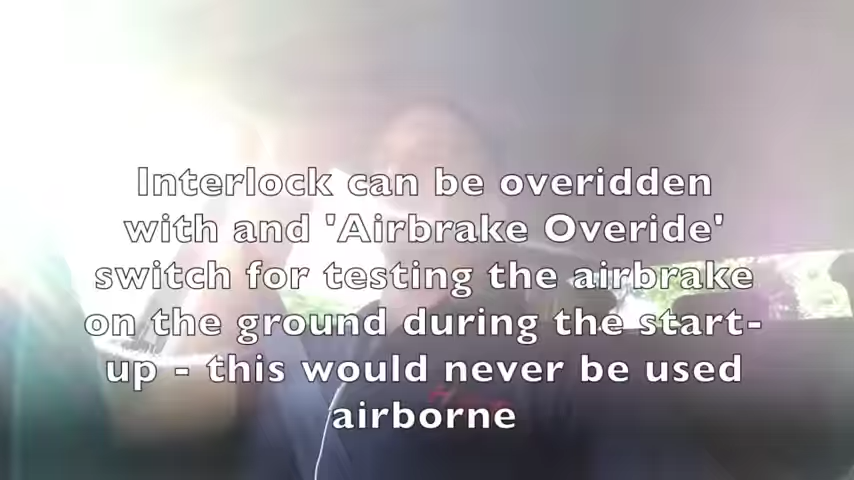 Interlock can be overidden
with and 'Airbrake Overide'
switch for testing the airbrake
on the ground during the start-
up - this would never be used
airborne